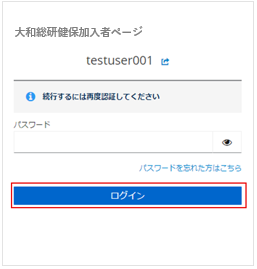 大和総研健保加入者ページ
testuser001
続行するには再度認証してください
パスワード
パスワードを忘れた方はこちら
ログイン